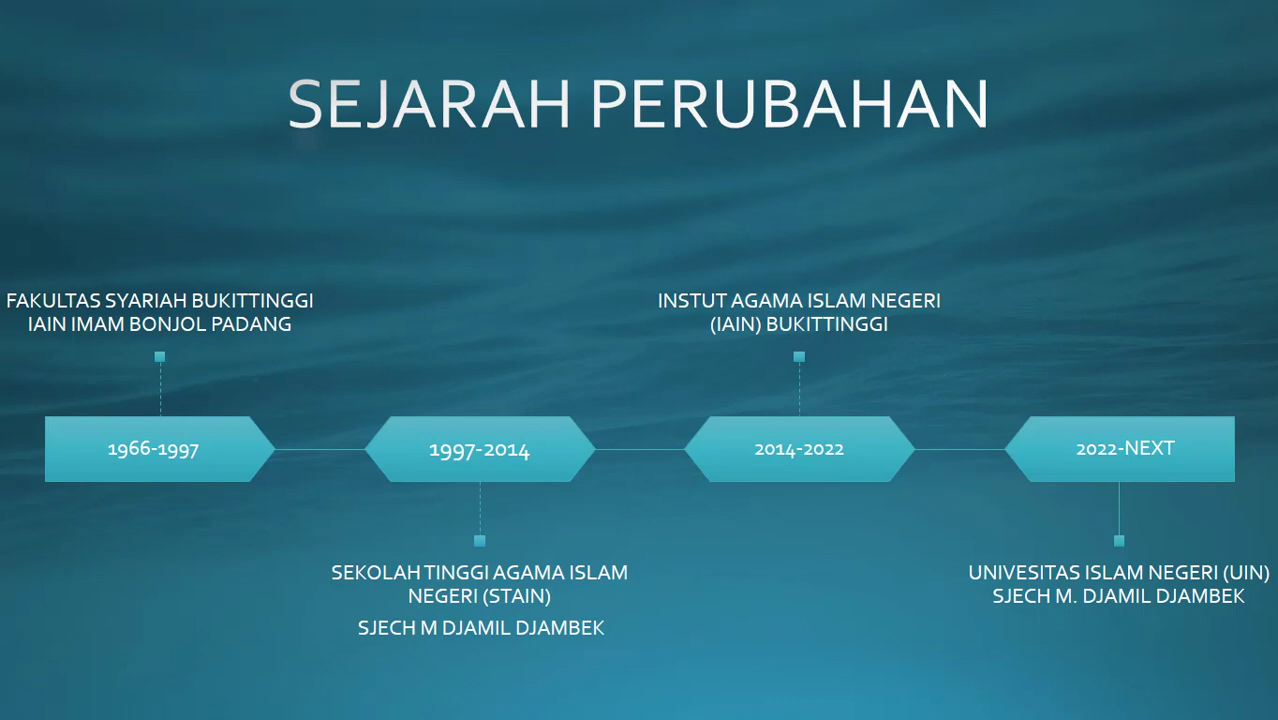 SEJARAH PERUBAHAN
FAKULTAS SYARIAH BUKITTINGGI
IAIN IMAM BONJOL PADANG
INSTUT AGAMA ISLAM NEGERI
(IAIN) BUKITTINGGI
1966-1997
1997-2014
2014-2022
2022-NEXT
SEKOLAH TINGGI AGAMA ISLAM
NEGERI (STAIN)
SJECH M DJAMIL DJAMBEK
UNIVESITAS ISLAM NEGERI (UIN)
SJECH M. DJAMIL DJAMBEK